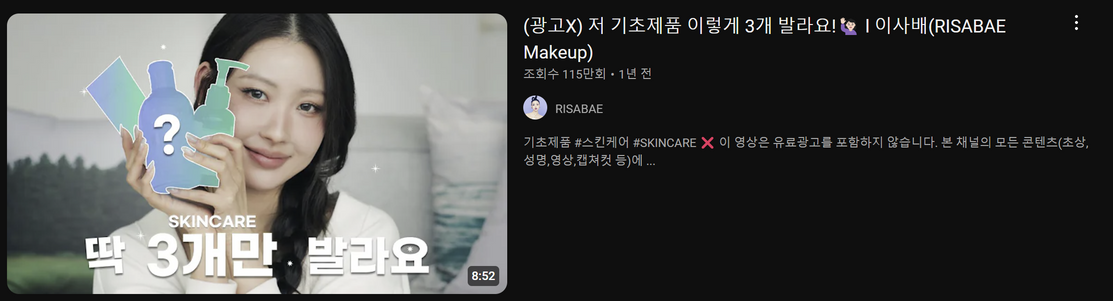 ?
SKINCARE
딱 3개만 발라요
8:52
(광고X) 저 기초제품 이렇게 3개 발라요!🙋🏻‍♀️ l 이사배(RISABAE
Makeup)
조회수 115만회 • 1년 전
RISABAE
기초제품 #스킨케어 #SKINCARE ❌ 이 영상은 유료광고를 포함하지 않습니다. 본 채널의 모든 콘텐츠(초상,
성명,영상,캡쳐컷 등)에 ...